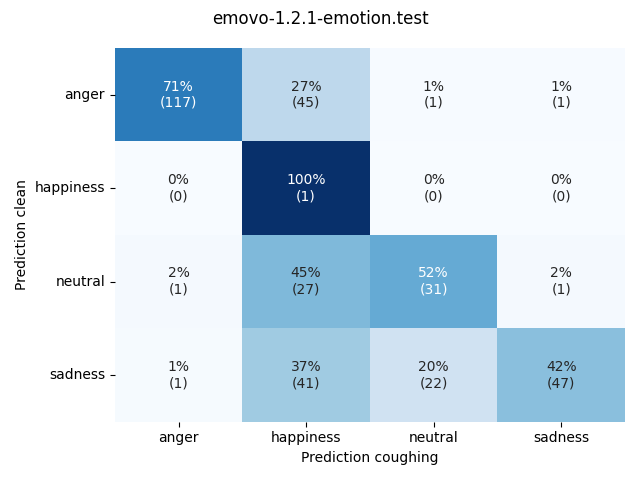 emovo-1.2.1-emotion.test
anger
71%
(117)
27%
(45)
1%
(1)
1%
(1)
happiness
0%
(0)
100%
(1)
0%
(0)
0%
(0)
neutral
2%
(1)
45%
(27)
52%
(31)
2%
(1)
sadness
1%
(1)
37%
(41)
20%
(22)
42%
(47)
Prediction clean
anger
happiness
neutral
sadness
Prediction coughing